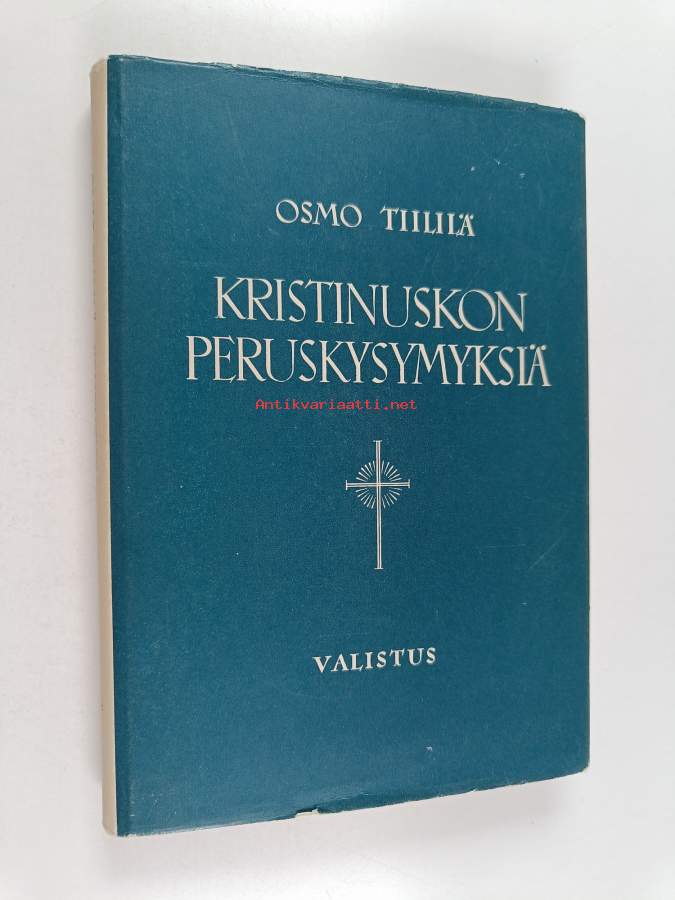 OSMO TIILILÄ
KRISTINUSKON
PERUSKYSYMYKSIÄ
Antikvariaatti.net
VALISTUS